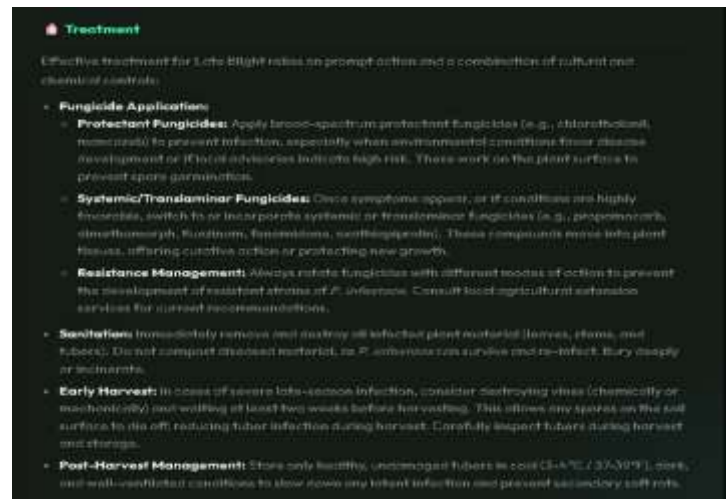 Treatment
Effective treatment for Late Blight relies on prompt action and a combination of cultural and
chemical controls:
Fungicide Application:
Protectant Fungicides: Apply broad-spectrum protectant fungicides (e.g., chlorothalonil,
mancozeb) to prevent infection, especially when environmental conditions favor disease
development or if local advisories indicate high risk. These work on the plant surface to
prevent spore germination.
Systemic/Translaminar Fungicides: Once symptoms appear, or if conditions are highly
favorable, switch to or incorporate systemic or translaminar fungicides (e.g., propamocarb,
dimethomorph, fluazinam, fenamidone, oxathiapiprolin). These compounds move into plant
tissues, offering curative action or protecting new growth.
Resistance Management: Always rotate fungicides with different modes of action to prevent
the development of resistant strains of P. infestans. Consult local agricultural extension
services for current recommendations.
Sanitation: Immediately remove and destroy all infected plant material (leaves, stems, and
tubers). Do not compost diseased material, as P. infestans can survive and re-infect. Bury deeply
or incinerate.
Early Harvest: In cases of severe late-season infection, consider destroying vines (chemically or
mechanically) and waiting at least two weeks before harvesting. This allows any spores on the soil
surface to die off, reducing tuber infection during harvest. Carefully inspect tubers during harvest
and storage.
Post-Harvest Management: Store only healthy, undamaged tubers in cool (3-4°C / 37-39°F), dark,
and well-ventilated conditions to slow down any latent infection and prevent secondary soft rots.